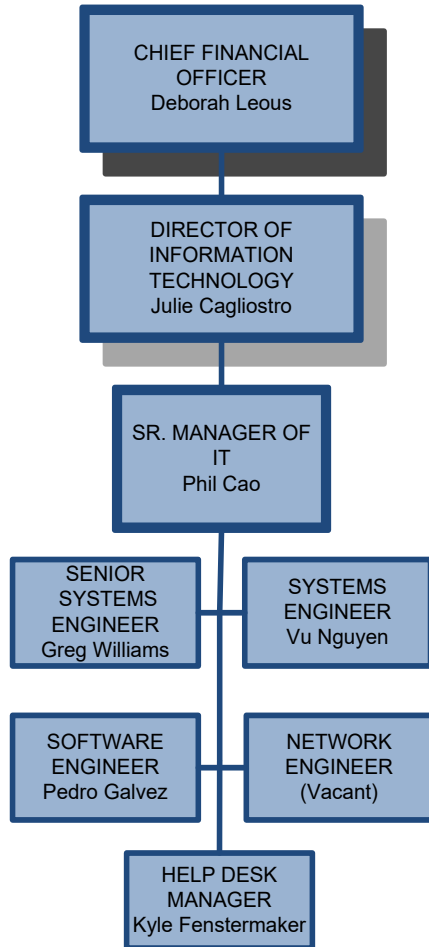 CHIEF FINANCIAL
OFFICER
Deborah Leous
DIRECTOR OF
INFORMATION
TECHNOLOGY
Julie Cagliostro
SR. MANAGER OF
IT
Phil Cao
SENIOR
SYSTEMS
ENGINEER
Greg Williams
SYSTEMS
ENGINEER
Vu Nguyen
SOFTWARE
ENGINEER
Pedro Galvez
NETWORK
ENGINEER
(Vacant)
HELP DESK
MANAGER
Kyle Fenstermaker